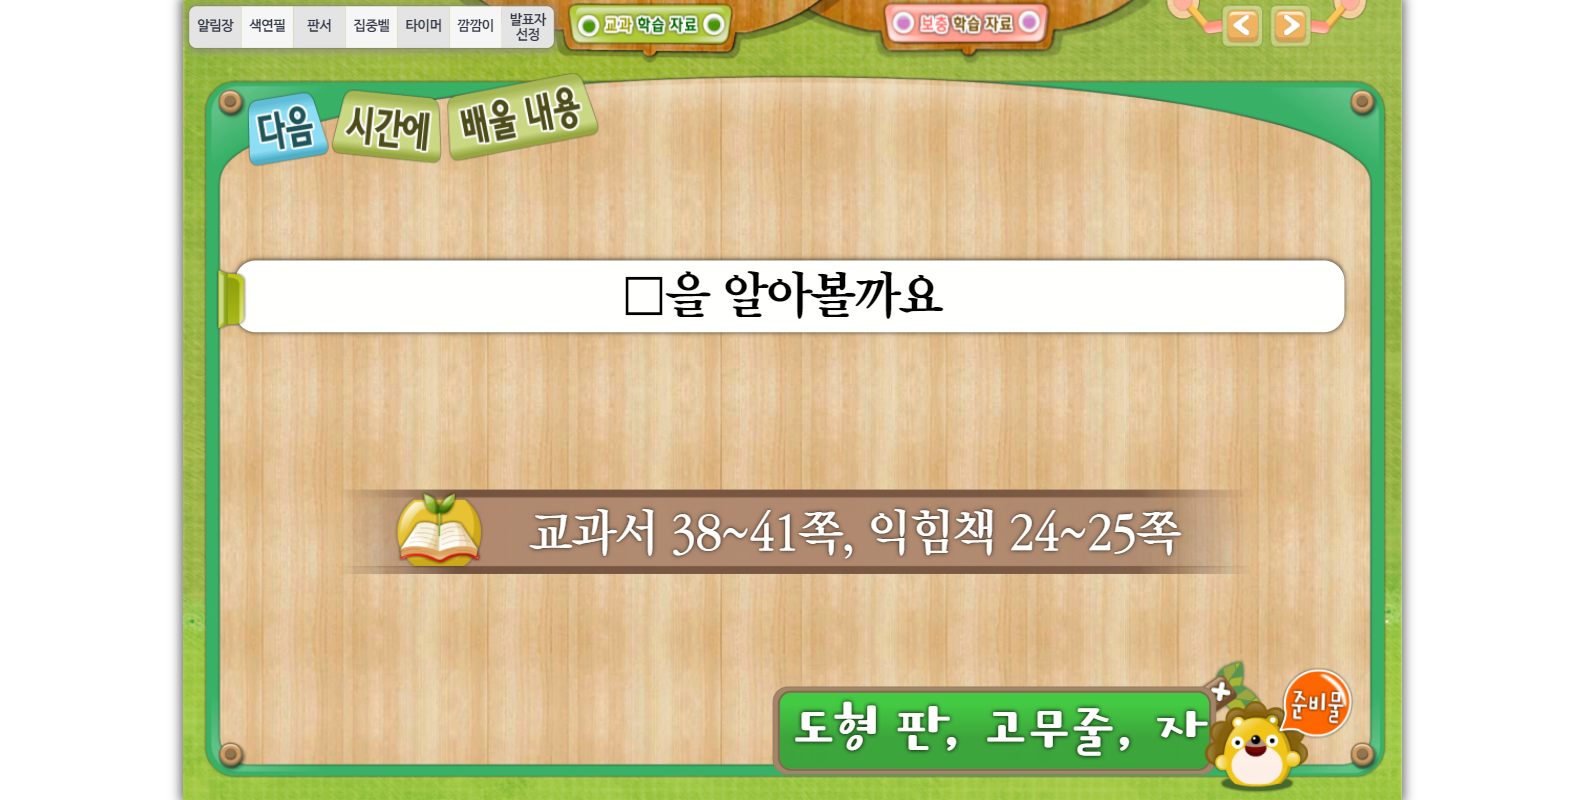 알림장 색연필 판서 집중벨 타이머 깜깜이 발표자
선정
교과 학습 자료 보충 학습 자료
다음 시간에 배울 내용
□을 알아볼까요
교과서 38~41쪽, 익힘책 24~25쪽
준비물
도형 판, 고무줄, 자